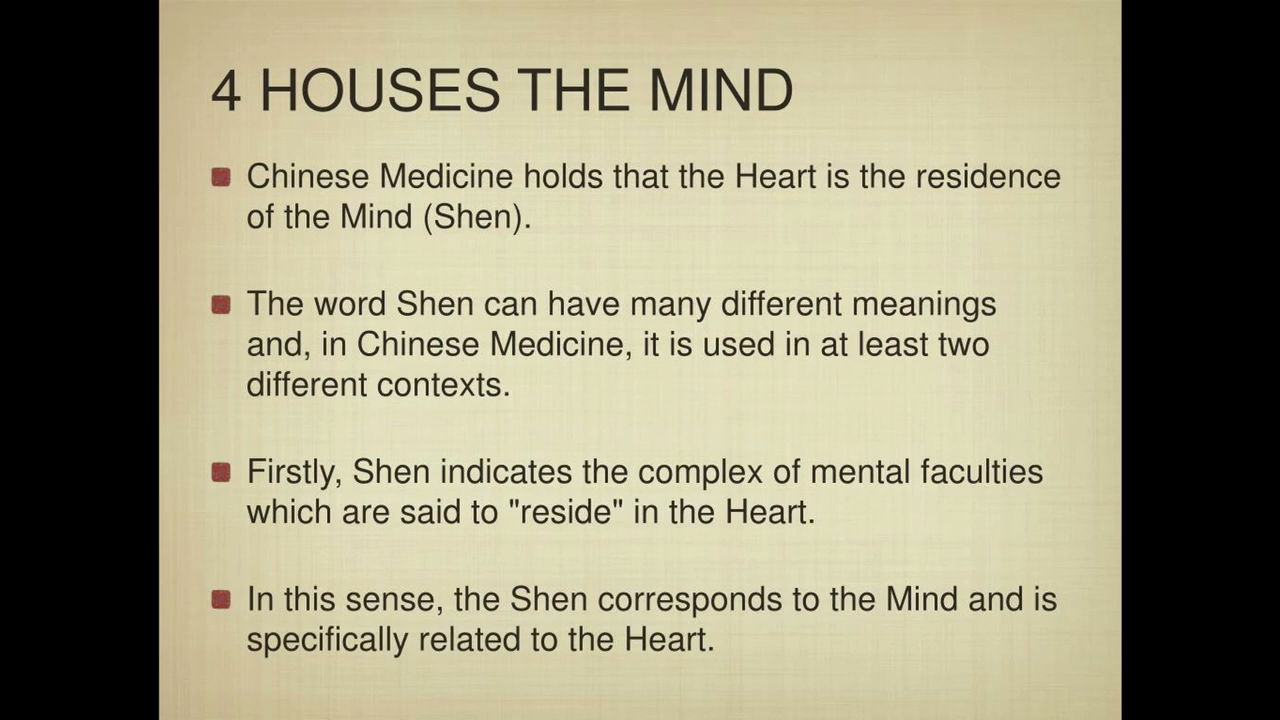 4 HOUSES THE MIND
Chinese Medicine holds that the Heart is the residence
of the Mind (Shen).
The word Shen can have many different meanings
and, in Chinese Medicine, it is used in at least two
different contexts.
Firstly, Shen indicates the complex of mental faculties
which are said to "reside" in the Heart.
In this sense, the Shen corresponds to the Mind and is
specifically related to the Heart.